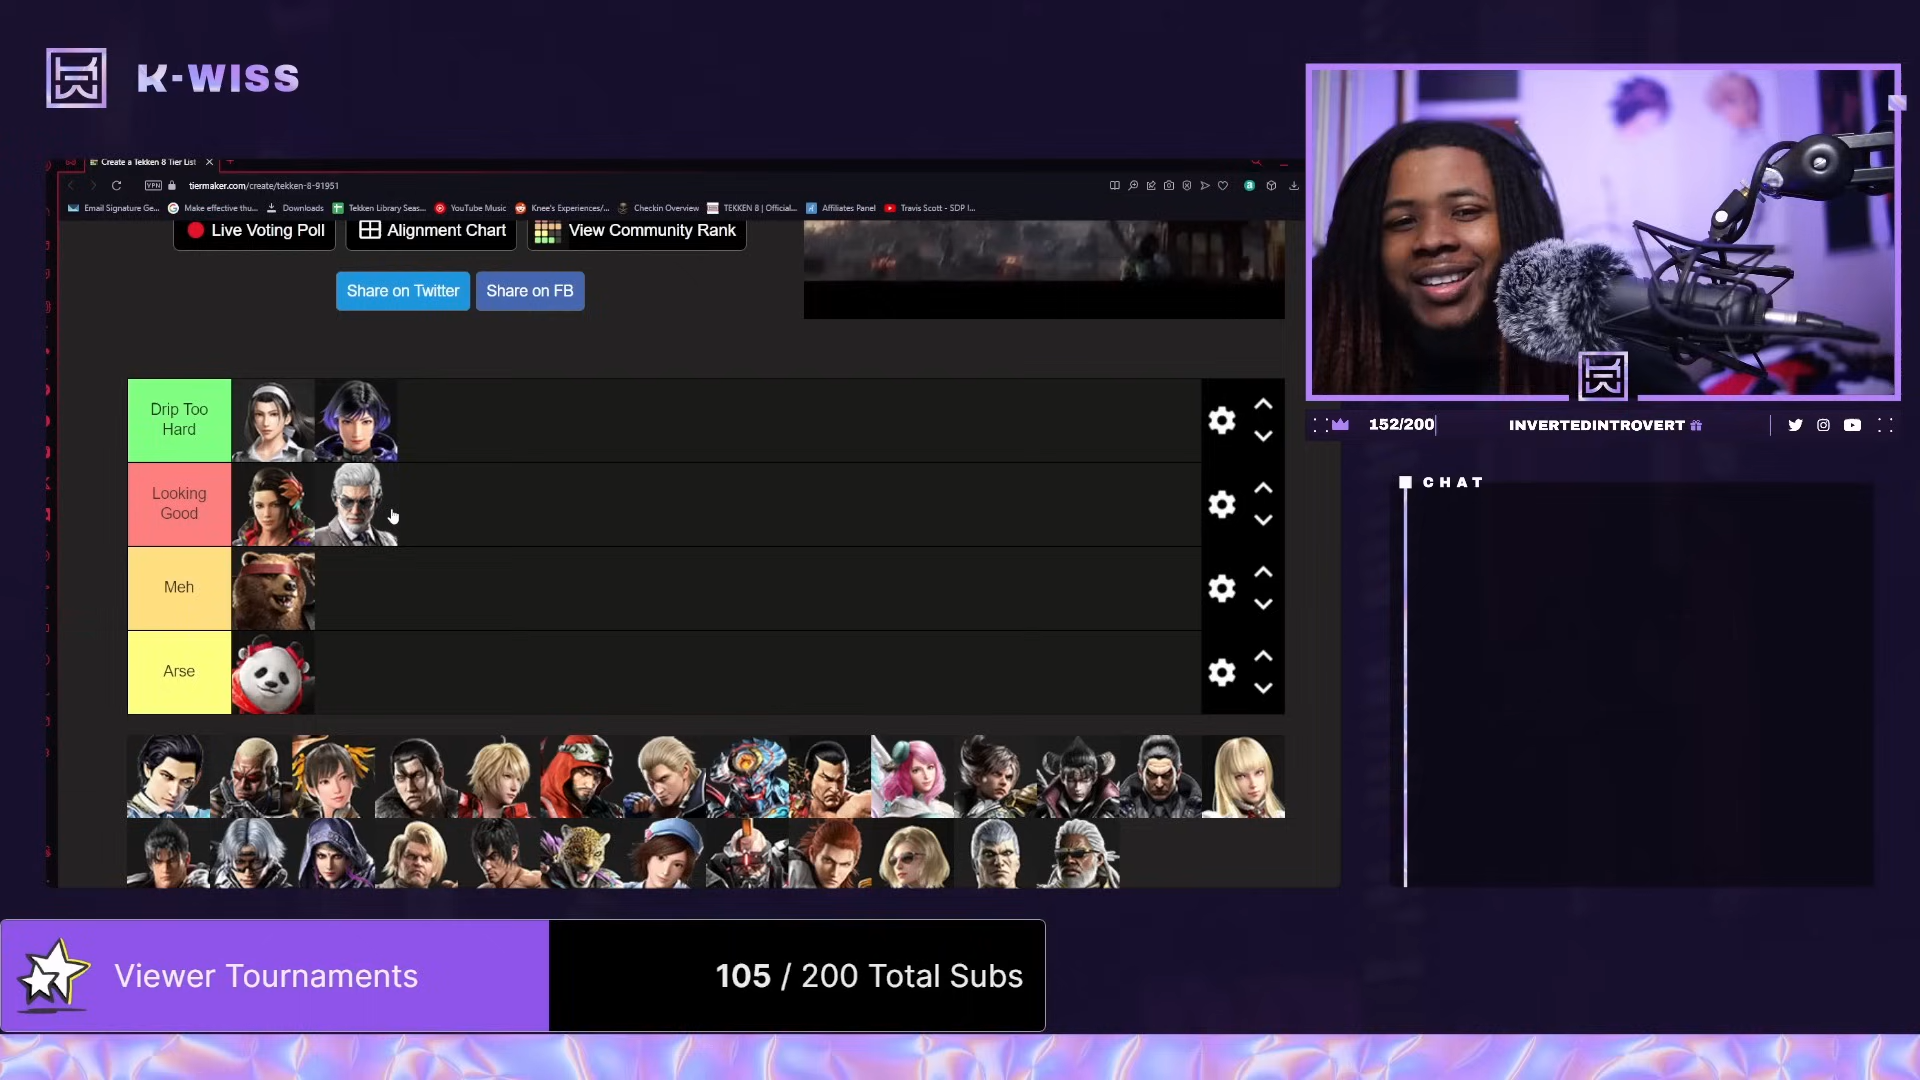 K-WISS
Create a Tekken 8 Tier List
VPN
tiermaker.com/create/tekken-8-91951
Email Signature Ge...
Make effective thu...
Downloads
Tekken Library Seas...
YouTube Music
Knee's Experiences/...
Checkin Overview
TEKKEN 8 | Official...
Affiliates Panel
Travis Scott - SDP I...
Live Voting Poll
Alignment Chart
View Community Rank
Share on Twitter
Share on FB
Drip Too
Hard
Looking
Good
Meh
Arse
152/200
INVERTEDINTROVERT
CHAT
Viewer Tournaments
105 / 200 Total Subs